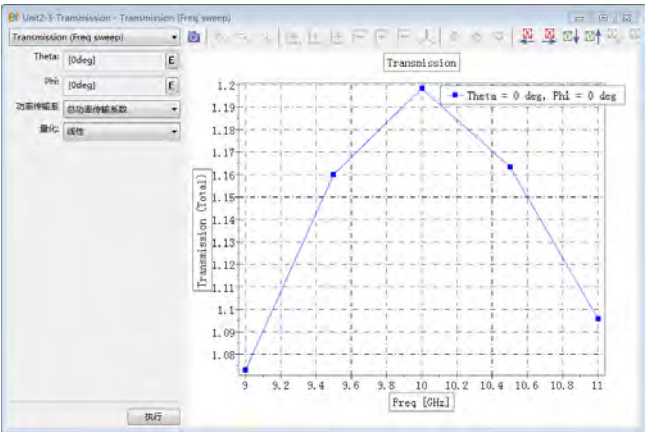 Unit2-3-Transmission - Transmission (Freq sweep)
Transmission (Freq sweep)
Theta: [0deg] E
Phi: [0deg] E
功率传输系 总功率传输系数
量化: 线性
执行
Transmission
Theta = 0 deg, Phi = 0 deg
Transmission (Total)
1.2
1.19
1.18
1.17
1.16
1.15
1.14
1.13
1.12
1.11
1.1
1.09
1.08
9 9.2 9.4 9.6 9.8 10 10.2 10.4 10.6 10.8 11
Freq [GHz]